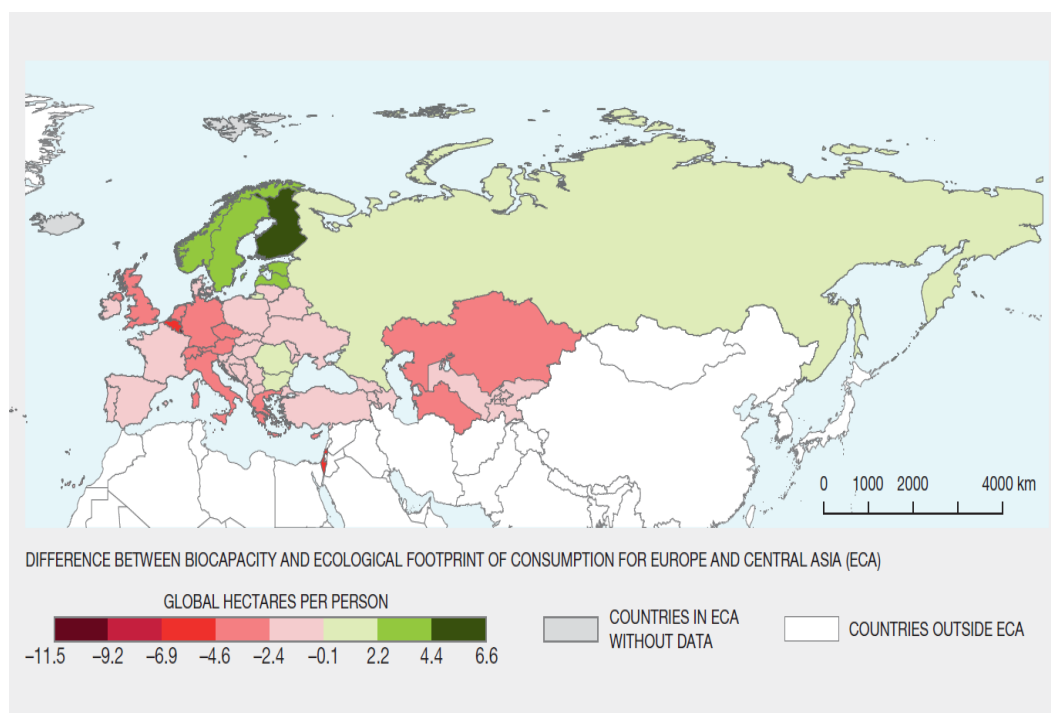 0 1000 2000 4000 km
DIFFERENCE BETWEEN BIOCAPACITY AND ECOLOGICAL FOOTPRINT OF CONSUMPTION FOR EUROPE AND CENTRAL ASIA (ECA)
GLOBAL HECTARES PER PERSON
–11.5 –9.2 –6.9 –4.6 –2.4 –0.1 2.2 4.4 6.6
COUNTRIES IN ECA
WITHOUT DATA
COUNTRIES OUTSIDE ECA